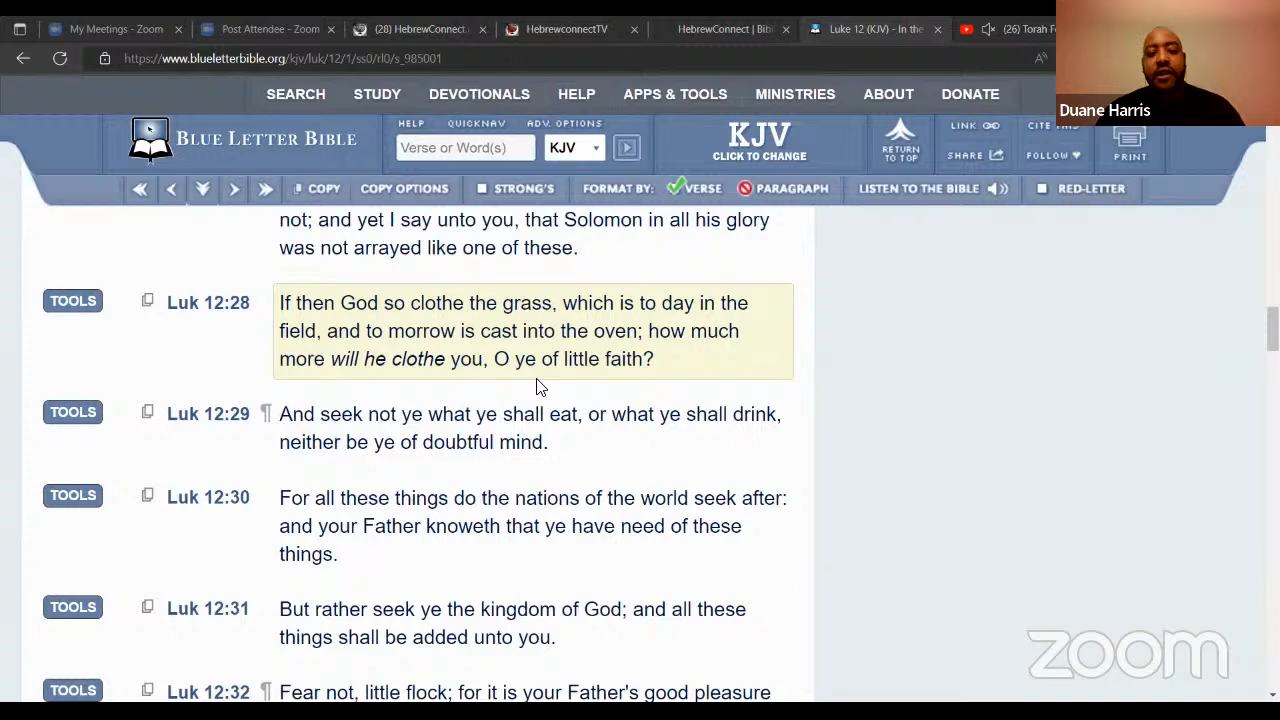 My Meetings - Zoom
Post Attendee - Zoom
(28) HebrewConnect
HebrewconnectTV
HebrewConnect | Bibl
Luke 12 (KJV) - In the
(26) Torah Fo
https://www.blueletterbible.org/kjv/luk/12/1/ss0/rl0/s_985001
Duane Harris
SEARCH STUDY DEVOTIONALS HELP APPS & TOOLS MINISTRIES ABOUT DONATE
BLUE LETTER BIBLE
HELP QUICKNAV ADV. OPTIONS
Verse or Word(s) KJV
KJV
CLICK TO CHANGE
RETURN
TO TOP
LINK CITE THIS
SHARE FOLLOW PRINT
COPY COPY OPTIONS STRONG'S FORMAT BY: VERSE PARAGRAPH LISTEN TO THE BIBLE RED-LETTER
not; and yet I say unto you, that Solomon in all his glory
was not arrayed like one of these.
TOOLS Luk 12:28 If then God so clothe the grass, which is to day in the
field, and to morrow is cast into the oven; how much
more will he clothe you, O ye of little faith?
TOOLS Luk 12:29 ¶ And seek not ye what ye shall eat, or what ye shall drink,
neither be ye of doubtful mind.
TOOLS Luk 12:30 For all these things do the nations of the world seek after:
and your Father knoweth that ye have need of these
things.
TOOLS Luk 12:31 But rather seek ye the kingdom of God; and all these
things shall be added unto you.
TOOLS Luk 12:32 ¶ Fear not, little flock; for it is your Father's good pleasure
zoom